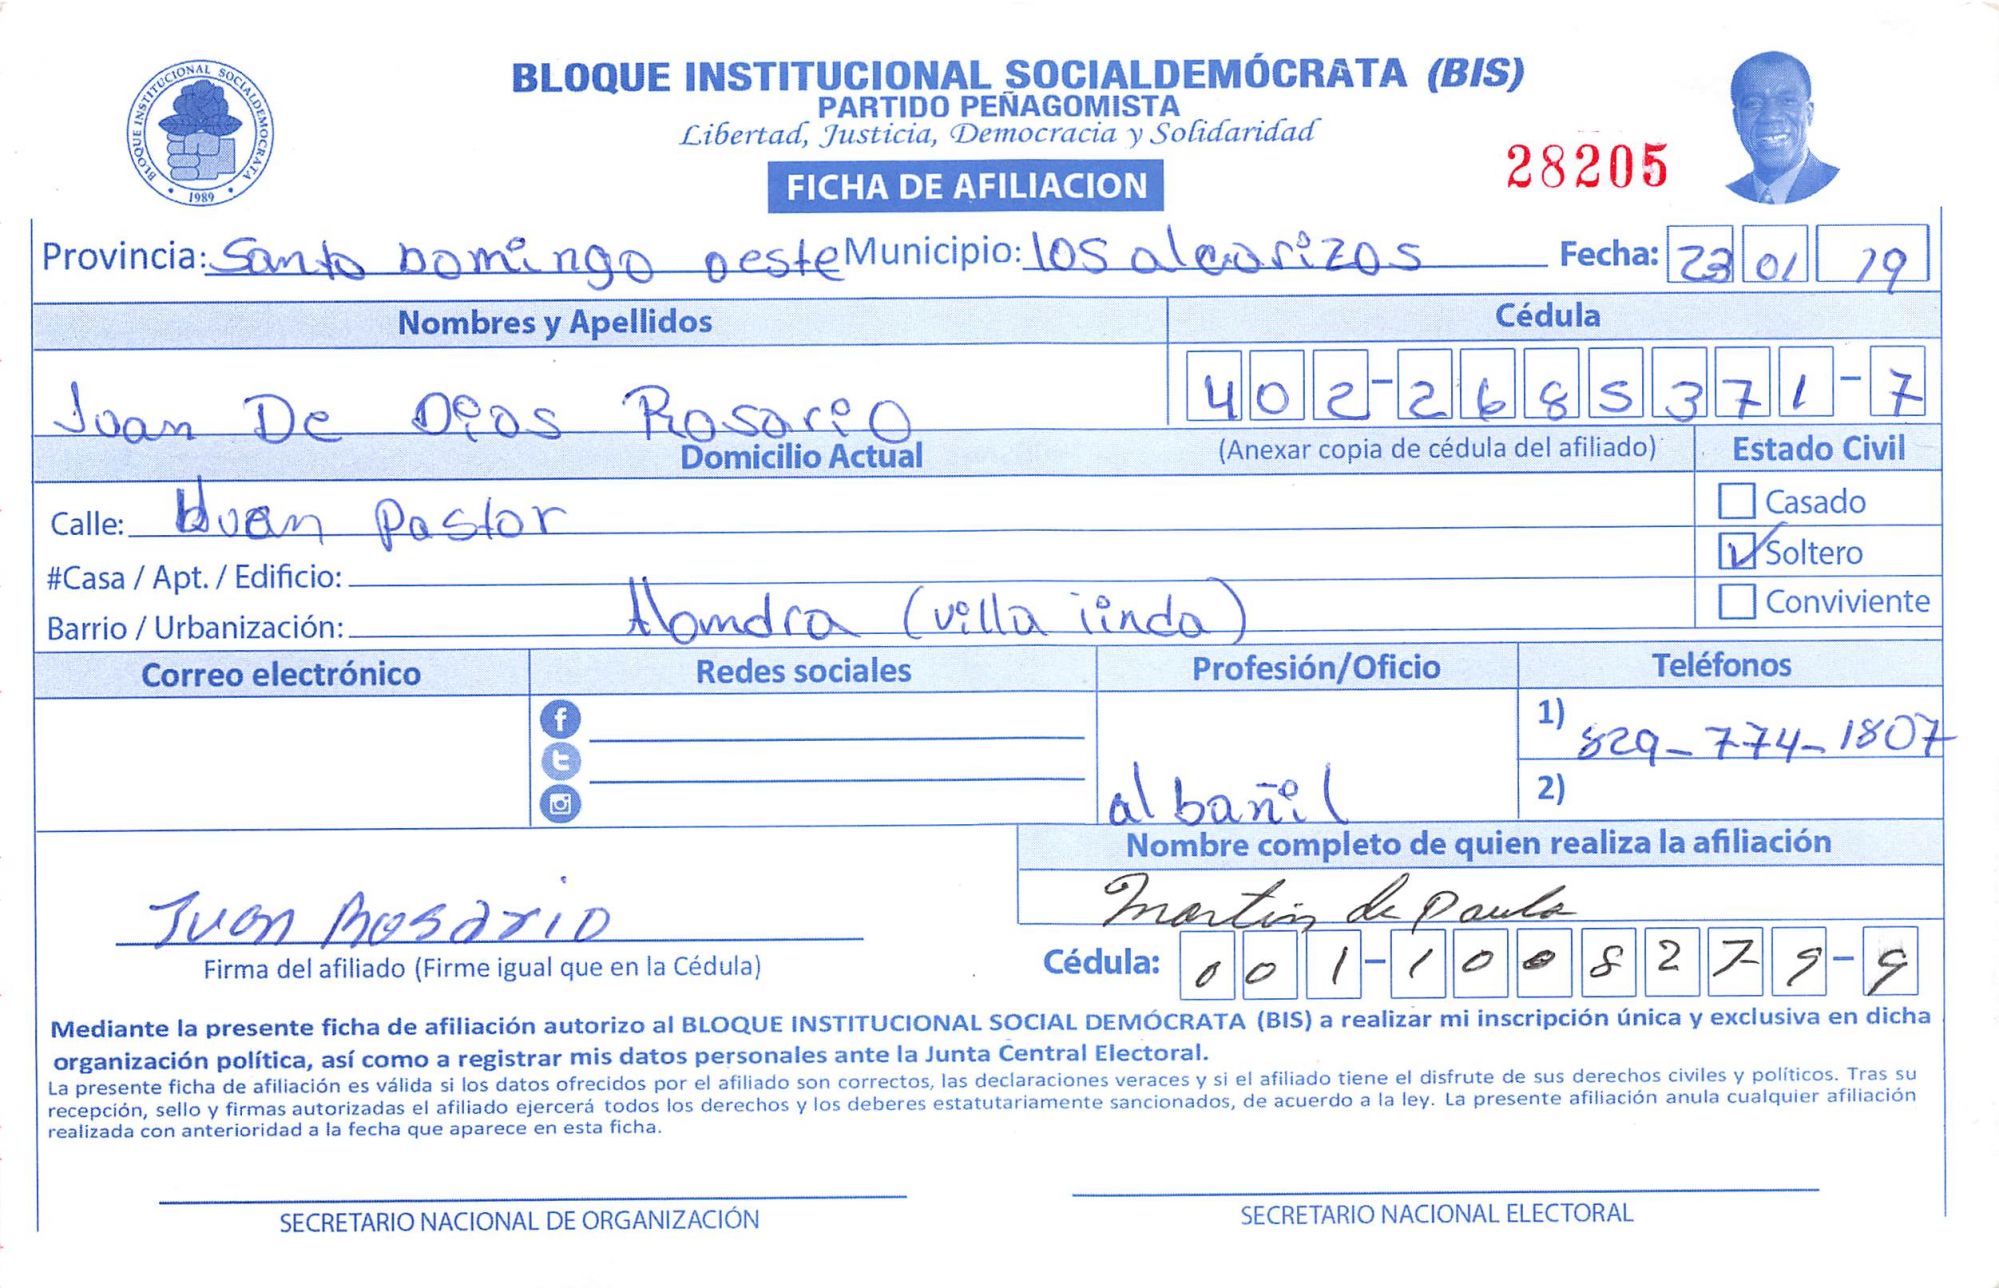 BLOQUE INSTITUCIONAL SOCIALDEMÓCRATA (BIS)
PARTIDO PEÑAGOMISTA
Libertad, Justicia, Democracia y Solidaridad
BLOQUE INSTITUCIONAL SOCIALDEMOCRATA
1989
FICHA DE AFILIACION
28205
Provincia: Santo Domingo oeste Municipio: los alcarizos Fecha: 23 01 19
Nombres y Apellidos Cédula
Juan De Dios Rosario 402-2685371-7
Domicilio Actual (Anexar copia de cédula del afiliado) Estado Civil
Calle: Juan Pastor Casado
#Casa / Apt. / Edificio: Soltero
Barrio / Urbanización: Alomdra (villa linda) Conviviente
Correo electrónico Redes sociales Profesión/Oficio Teléfonos
1) 829-774-1807
albañil 2)
Nombre completo de quien realiza la afiliación
Juan Rosario Martin de Paula
Firma del afiliado (Firme igual que en la Cédula) Cédula: 001-1008279-9
Mediante la presente ficha de afiliación autorizo al BLOQUE INSTITUCIONAL SOCIAL DEMÓCRATA (BIS) a realizar mi inscripción única y exclusiva en dicha
organización política, así como a registrar mis datos personales ante la Junta Central Electoral.
La presente ficha de afiliación es válida si los datos ofrecidos por el afiliado son correctos, las declaraciones veraces y si el afiliado tiene el disfrute de sus derechos civiles y políticos. Tras su
recepción, sello y firmas autorizadas el afiliado ejercerá todos los derechos y los deberes estatutariamente sancionados, de acuerdo a la ley. La presente afiliación anula cualquier afiliación
realizada con anterioridad a la fecha que aparece en esta ficha.
SECRETARIO NACIONAL DE ORGANIZACIÓN SECRETARIO NACIONAL ELECTORAL